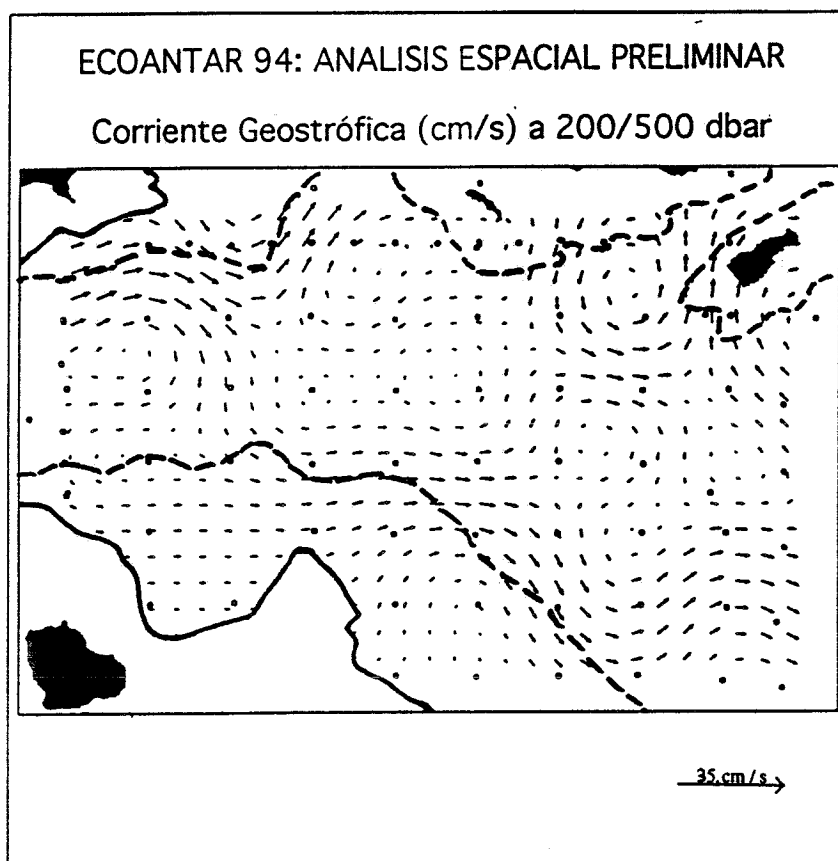 ECOANTAR 94: ANALISIS ESPACIAL PRELIMINAR
Corriente Geostrófica (cm/s) a 200/500 dbar
35.cm/s